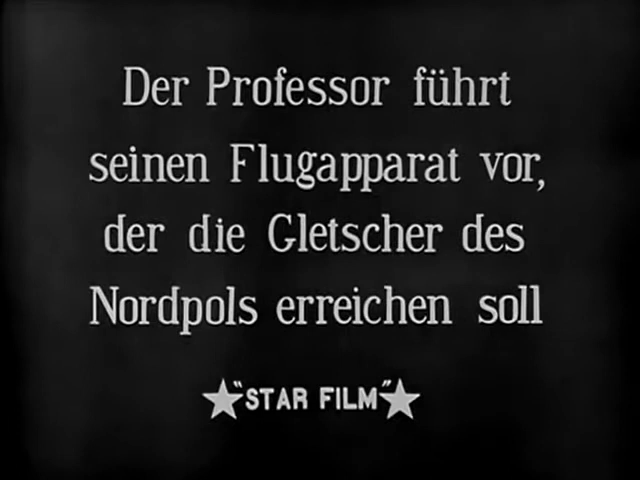 Der Professor führt
seinen Flugapparat vor,
der die Gletscher des
Nordpols erreichen soll
★"STAR FILM"★